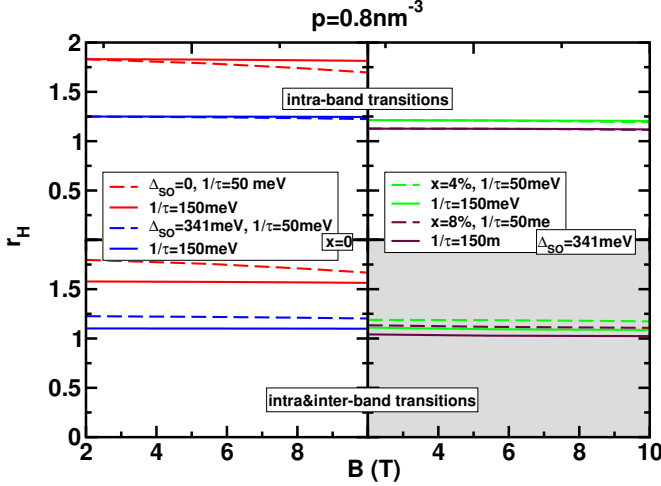 p=0.8nm⁻³
2
1.5
1
0.5
0
1.5
1
0.5
0
r_H
intra-band transitions
Δ_SO=0, 1/τ=50 meV
1/τ=150meV
Δ_SO=341meV, 1/τ=50meV
1/τ=150meV
x=0
x=4%, 1/τ=50meV
1/τ=150meV
x=8%, 1/τ=50me
1/τ=150m
Δ_SO=341meV
intra&inter-band transitions
2 4 6 8 0 4 6 8 10
B (T)